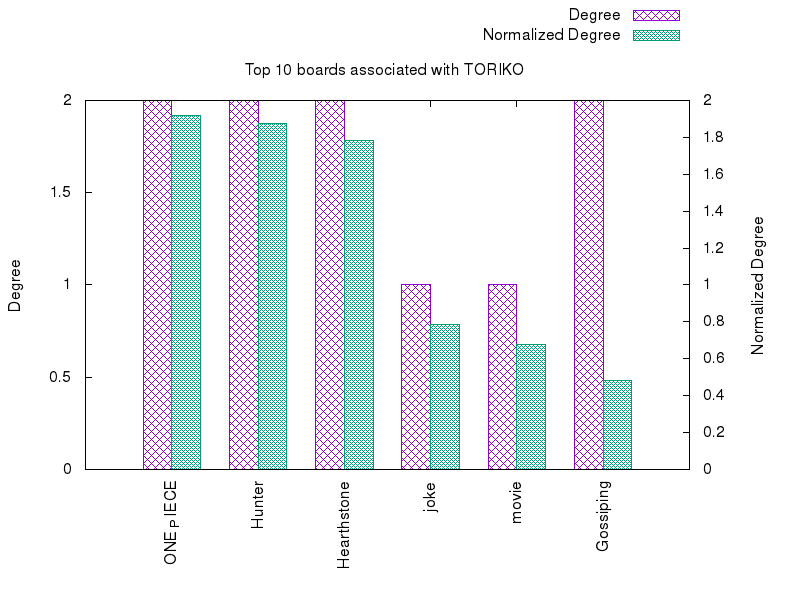 Degree
Normalized Degree
Top 10 boards associated with TORIKO
2
1.5
1
0.5
0
Degree
2
1.8
1.6
1.4
1.2
1
0.8
0.6
0.4
0.2
0
Normalized Degree
ONE PIECE
Hunter
Hearthstone
joke
movie
Gossiping